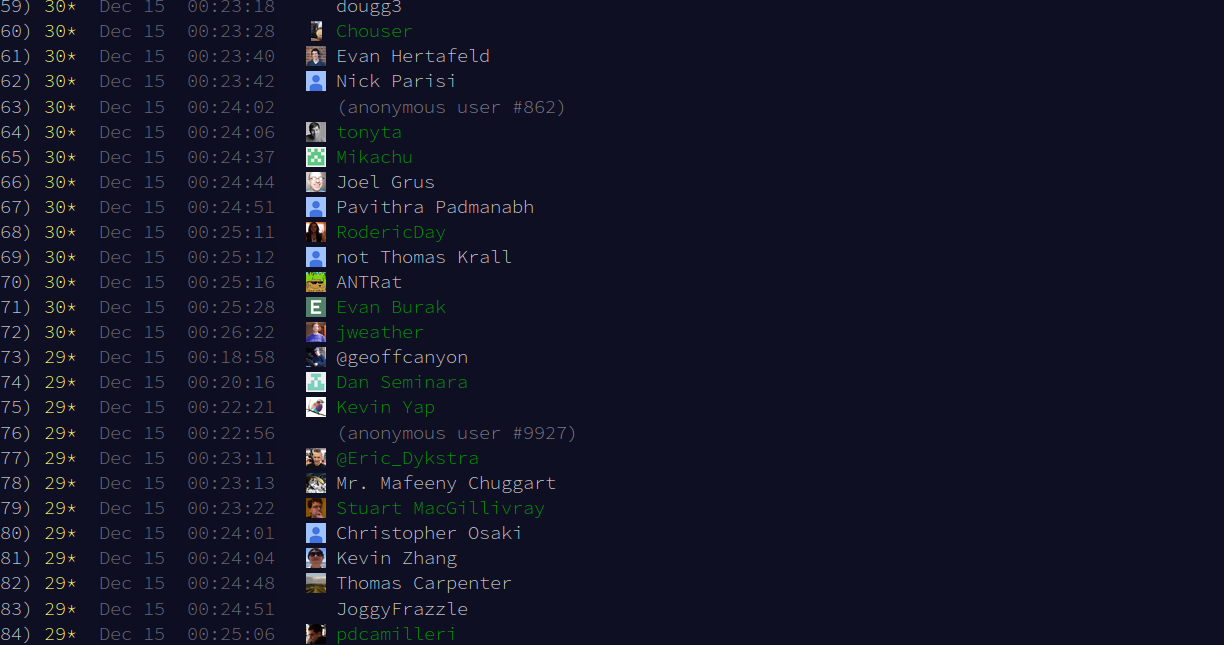 59) 30* Dec 15 00:23:18 dougg3
60) 30* Dec 15 00:23:28 Chouser
61) 30* Dec 15 00:23:40 Evan Hertafeld
62) 30* Dec 15 00:23:42 Nick Parisi
63) 30* Dec 15 00:24:02 (anonymous user #862)
64) 30* Dec 15 00:24:06 tonyta
65) 30* Dec 15 00:24:37 Mikachu
66) 30* Dec 15 00:24:44 Joel Grus
67) 30* Dec 15 00:24:51 Pavithra Padmanabh
68) 30* Dec 15 00:25:11 RodericDay
69) 30* Dec 15 00:25:12 not Thomas Krall
70) 30* Dec 15 00:25:16 ANTRat
71) 30* Dec 15 00:25:28 E Evan Burak
72) 30* Dec 15 00:26:22 jweather
73) 29* Dec 15 00:18:58 @geoffcanyon
74) 29* Dec 15 00:20:16 Dan Seminara
75) 29* Dec 15 00:22:21 Kevin Yap
76) 29* Dec 15 00:22:56 (anonymous user #9927)
77) 29* Dec 15 00:23:11 @Eric_Dykstra
78) 29* Dec 15 00:23:13 Mr. Mafeeny Chuggart
79) 29* Dec 15 00:23:22 Stuart MacGillivray
80) 29* Dec 15 00:24:01 Christopher Osaki
81) 29* Dec 15 00:24:04 Kevin Zhang
82) 29* Dec 15 00:24:48 Thomas Carpenter
83) 29* Dec 15 00:24:51 JoggyFrazzle
84) 29* Dec 15 00:25:06 pdcamilleri